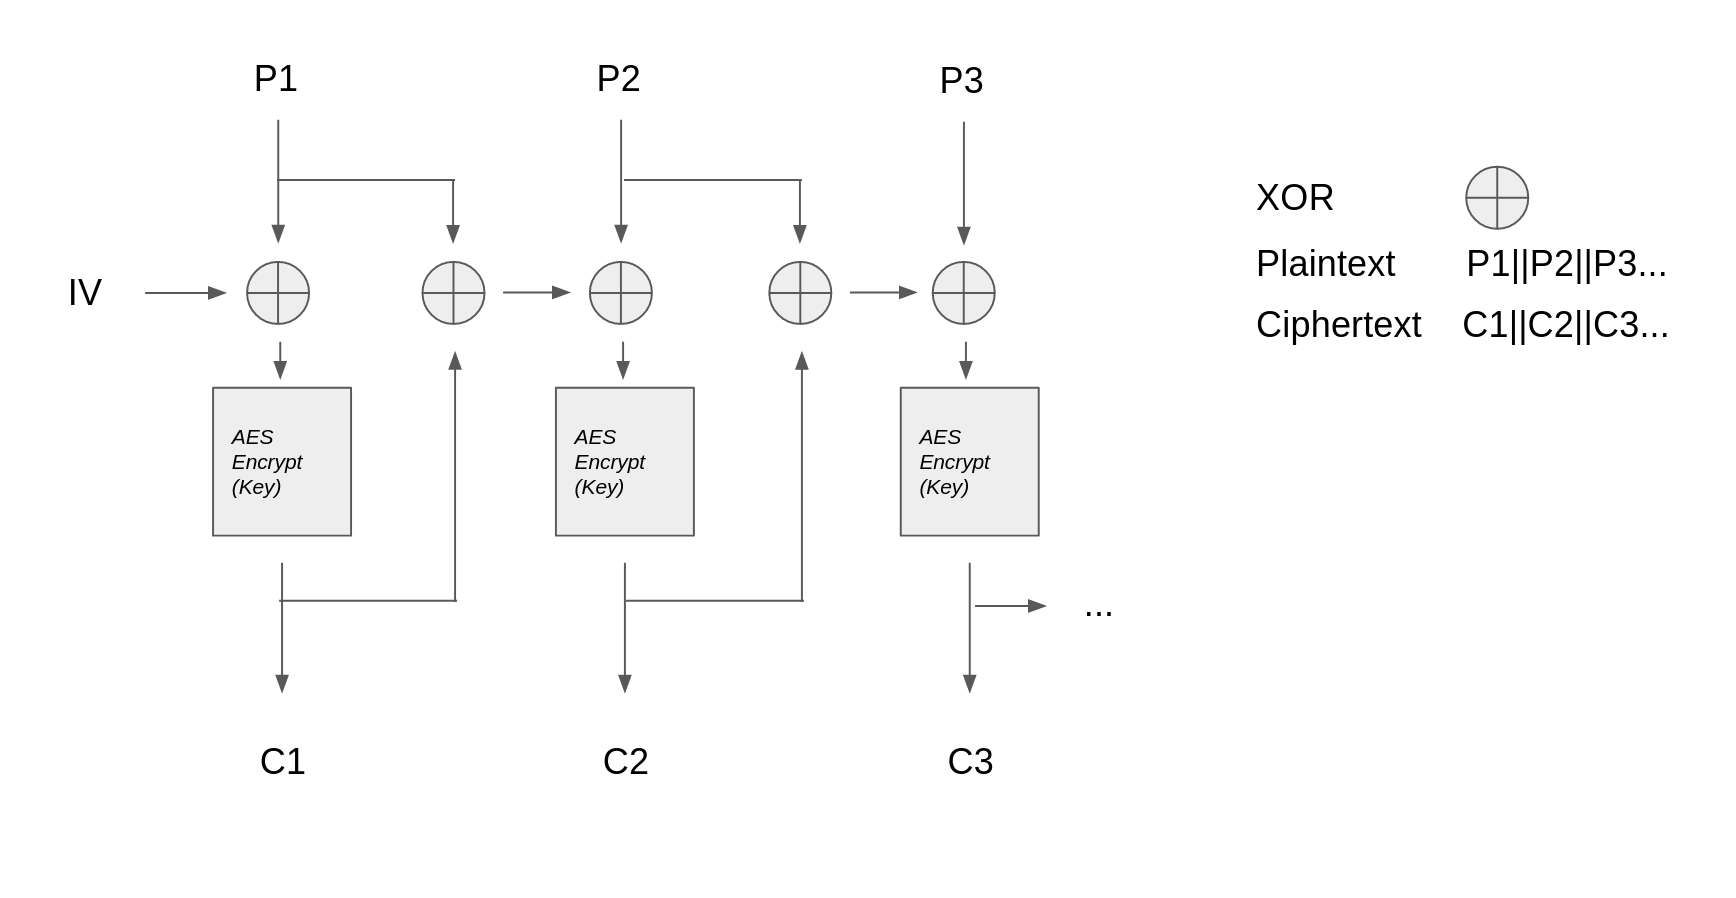 P1
P2
P3
IV
XOR
Plaintext P1||P2||P3...
Ciphertext C1||C2||C3...
AES
Encrypt
(Key)
AES
Encrypt
(Key)
AES
Encrypt
(Key)
...
C1
C2
C3